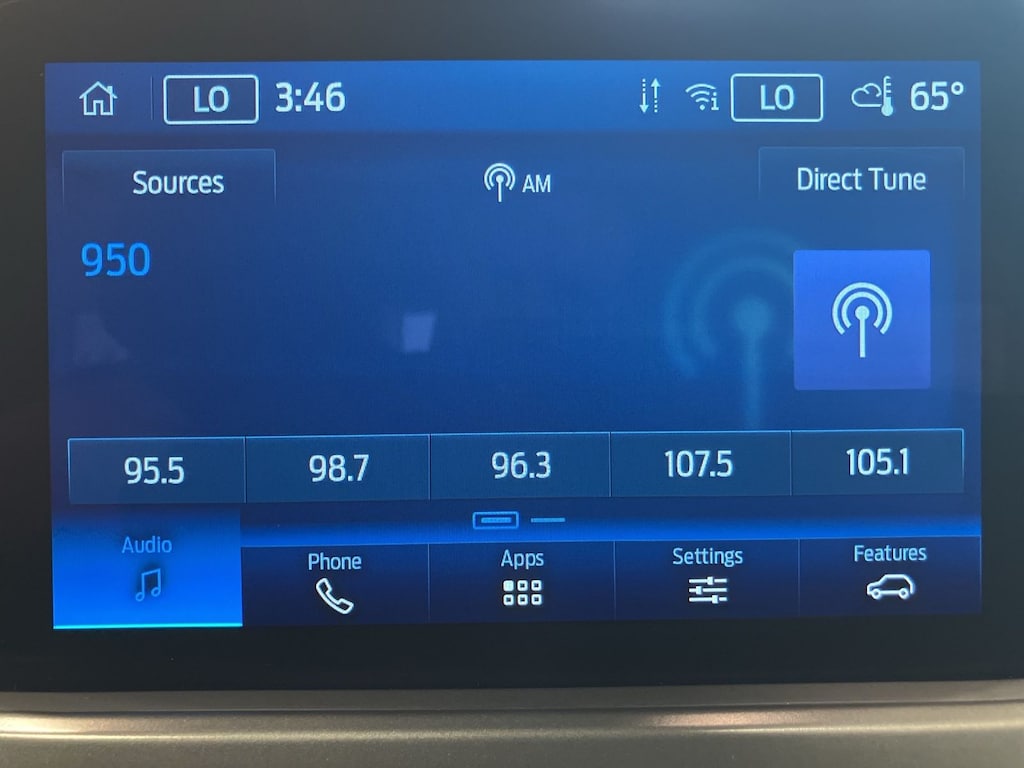 LO 3:46 LO 65°
Sources AM Direct Tune
950
95.5 98.7 96.3 107.5 105.1
Audio Phone Apps Settings Features